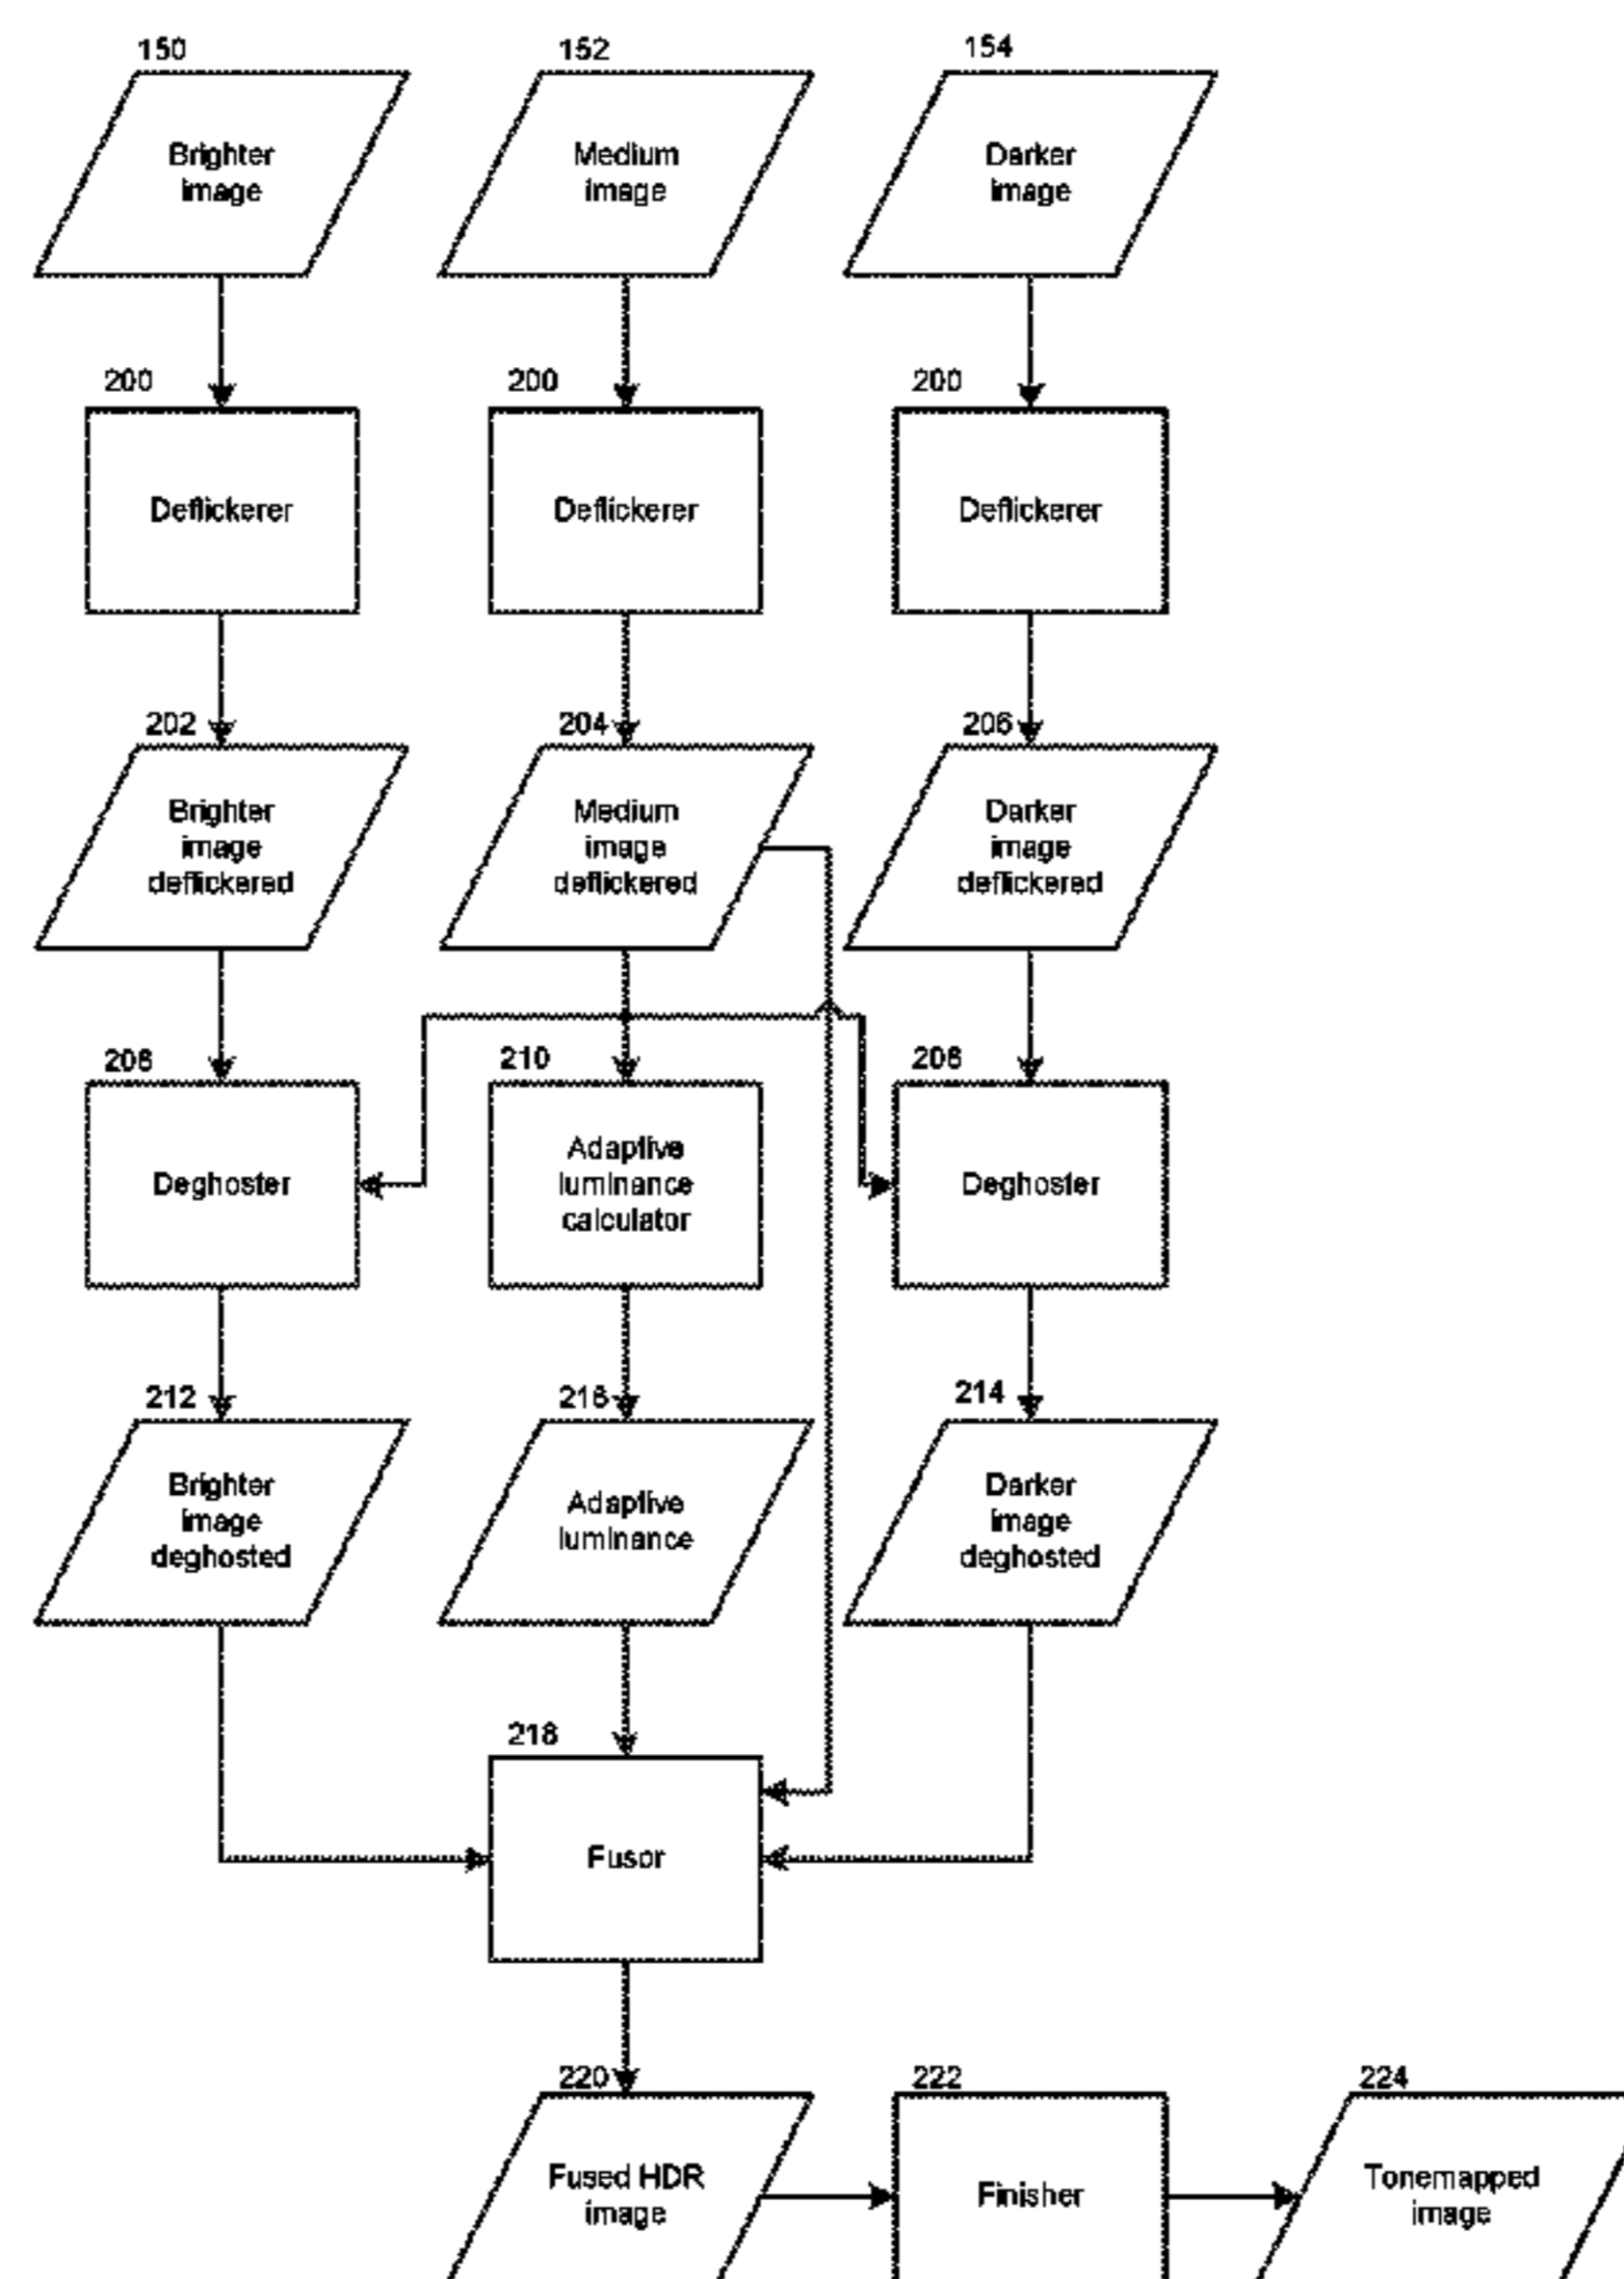 150
152
154
Brighter
image
Medium
image
Darker
image
200
200
200
Deflickerer
Deflickerer
Deflickerer
202
204
206
Brighter
image
deflickered
Medium
image
deflickered
Darker
image
deflickered
208
210
208
Deghoster
Adaptive
luminance
calculator
Deghoster
212
216
214
Brighter
image
deghosted
Adaptive
luminance
Darker
image
deghosted
218
Fusor
220
222
224
Fused HDR
image
Finisher
Tonemapped
image